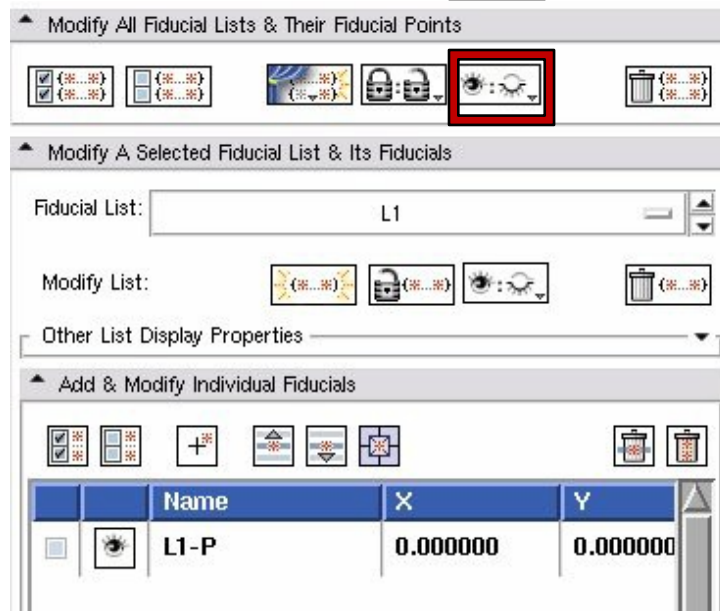 Modify All Fiducial Lists & Their Fiducial Points
Modify A Selected Fiducial List & Its Fiducials
Fiducial List: L1
Modify List:
Other List Display Properties
Add & Modify Individual Fiducials
Name X Y
L1-P 0.000000 0.000000